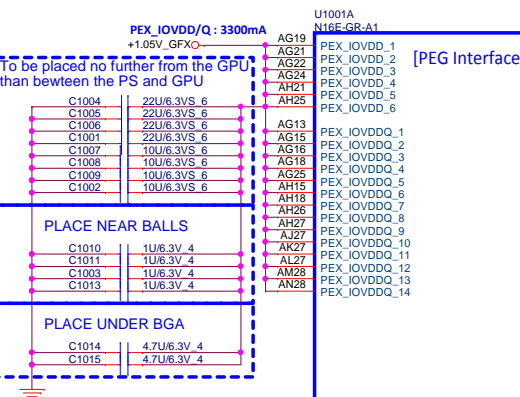 U1001A
PEX_IOVDD/Q : 3300mA
N16E-GR-A1
+1.05V_GFX
AG19 PEX_IOVDD_1
AG21 PEX_IOVDD_2
AG22 PEX_IOVDD_3
AG24 PEX_IOVDD_4
AH21 PEX_IOVDD_5
AH25 PEX_IOVDD_6
[PEG Interface
To be placed no further from the GPU
than bewteen the PS and GPU
C1004 22U/6.3VS_6
C1005 22U/6.3VS_6
C1006 22U/6.3VS_6
C1001 22U/6.3VS_6
C1007 10U/6.3VS_6
C1008 10U/6.3VS_6
C1009 10U/6.3VS_6
C1002 10U/6.3VS_6
AG13 PEX_IOVDDQ_1
AG15 PEX_IOVDDQ_2
AG16 PEX_IOVDDQ_3
AG18 PEX_IOVDDQ_4
AG25 PEX_IOVDDQ_5
AH15 PEX_IOVDDQ_6
AH18 PEX_IOVDDQ_7
AH26 PEX_IOVDDQ_8
AH27 PEX_IOVDDQ_9
AJ27 PEX_IOVDDQ_10
AK27 PEX_IOVDDQ_11
AL27 PEX_IOVDDQ_12
AM28 PEX_IOVDDQ_13
AN28 PEX_IOVDDQ_14
PLACE NEAR BALLS
C1010 1U/6.3V_4
C1011 1U/6.3V_4
C1003 1U/6.3V_4
C1013 1U/6.3V_4
PLACE UNDER BGA
C1014 4.7U/6.3V_4
C1015 4.7U/6.3V_4